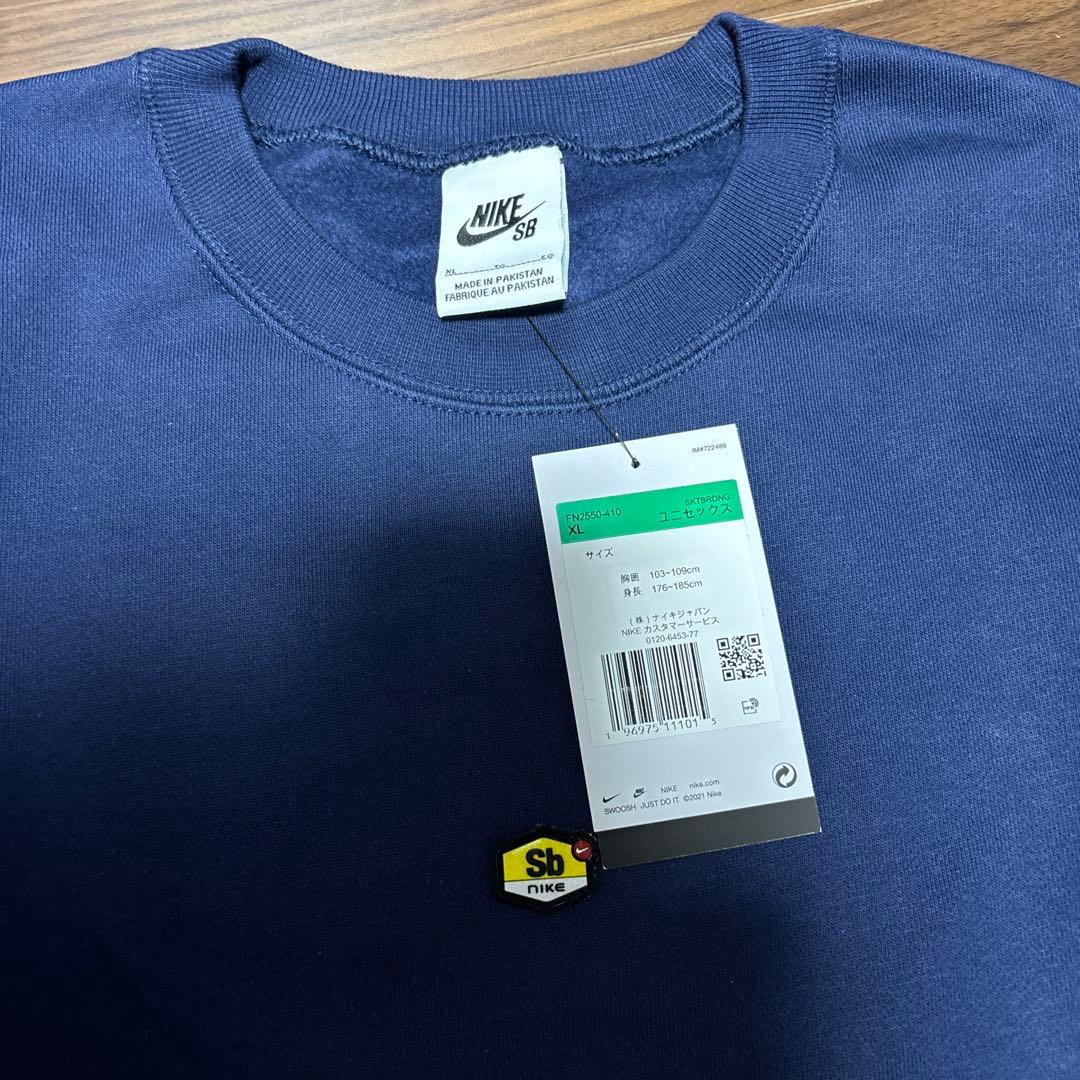 NIKE
SB
XL
TG
EG
MADE IN PAKISTAN
FABRIQUE AU PAKISTAN
IM#722489
SKTBRDNG
FN2550-410
ユニセックス
XL
サイズ
胸囲 103~109cm
身長 176~185cm
(株)ナイキジャパン
NIKE カスタマーサービス
0120-6453-77
1 96975 11101 5
NIKE nike.com
SWOOSH JUST DO IT ©2021 Nike
Sb
NIKE